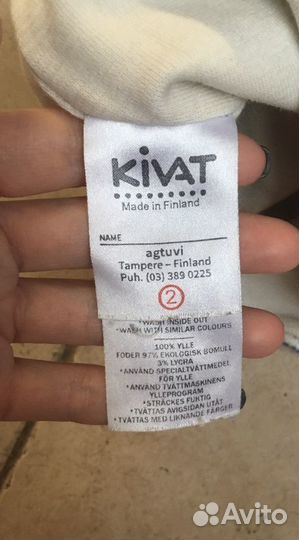 KiVAT
Made in Finland
NAME
agtuvi
Tampere – Finland
Puh. (03) 389 0225
2
*WASH INSIDE OUT
*WASH WITH SIMILAR COLOURS
100% YLLE
FODER 97% EKOLOGISK BOMULL
3% LYCRA
*ANVÄND SPECIALTVÄTTMEDEL
FÖR YLLE
*ANVÄND TVÄTTMASKINENS
YLLEPROGRAM
*STRÄCKES FUKTIG
*TVÄTTAS AVIGSIDAN UTÅT
*TVÄTTAS MED LIKNANDE FÄRGER
Avito